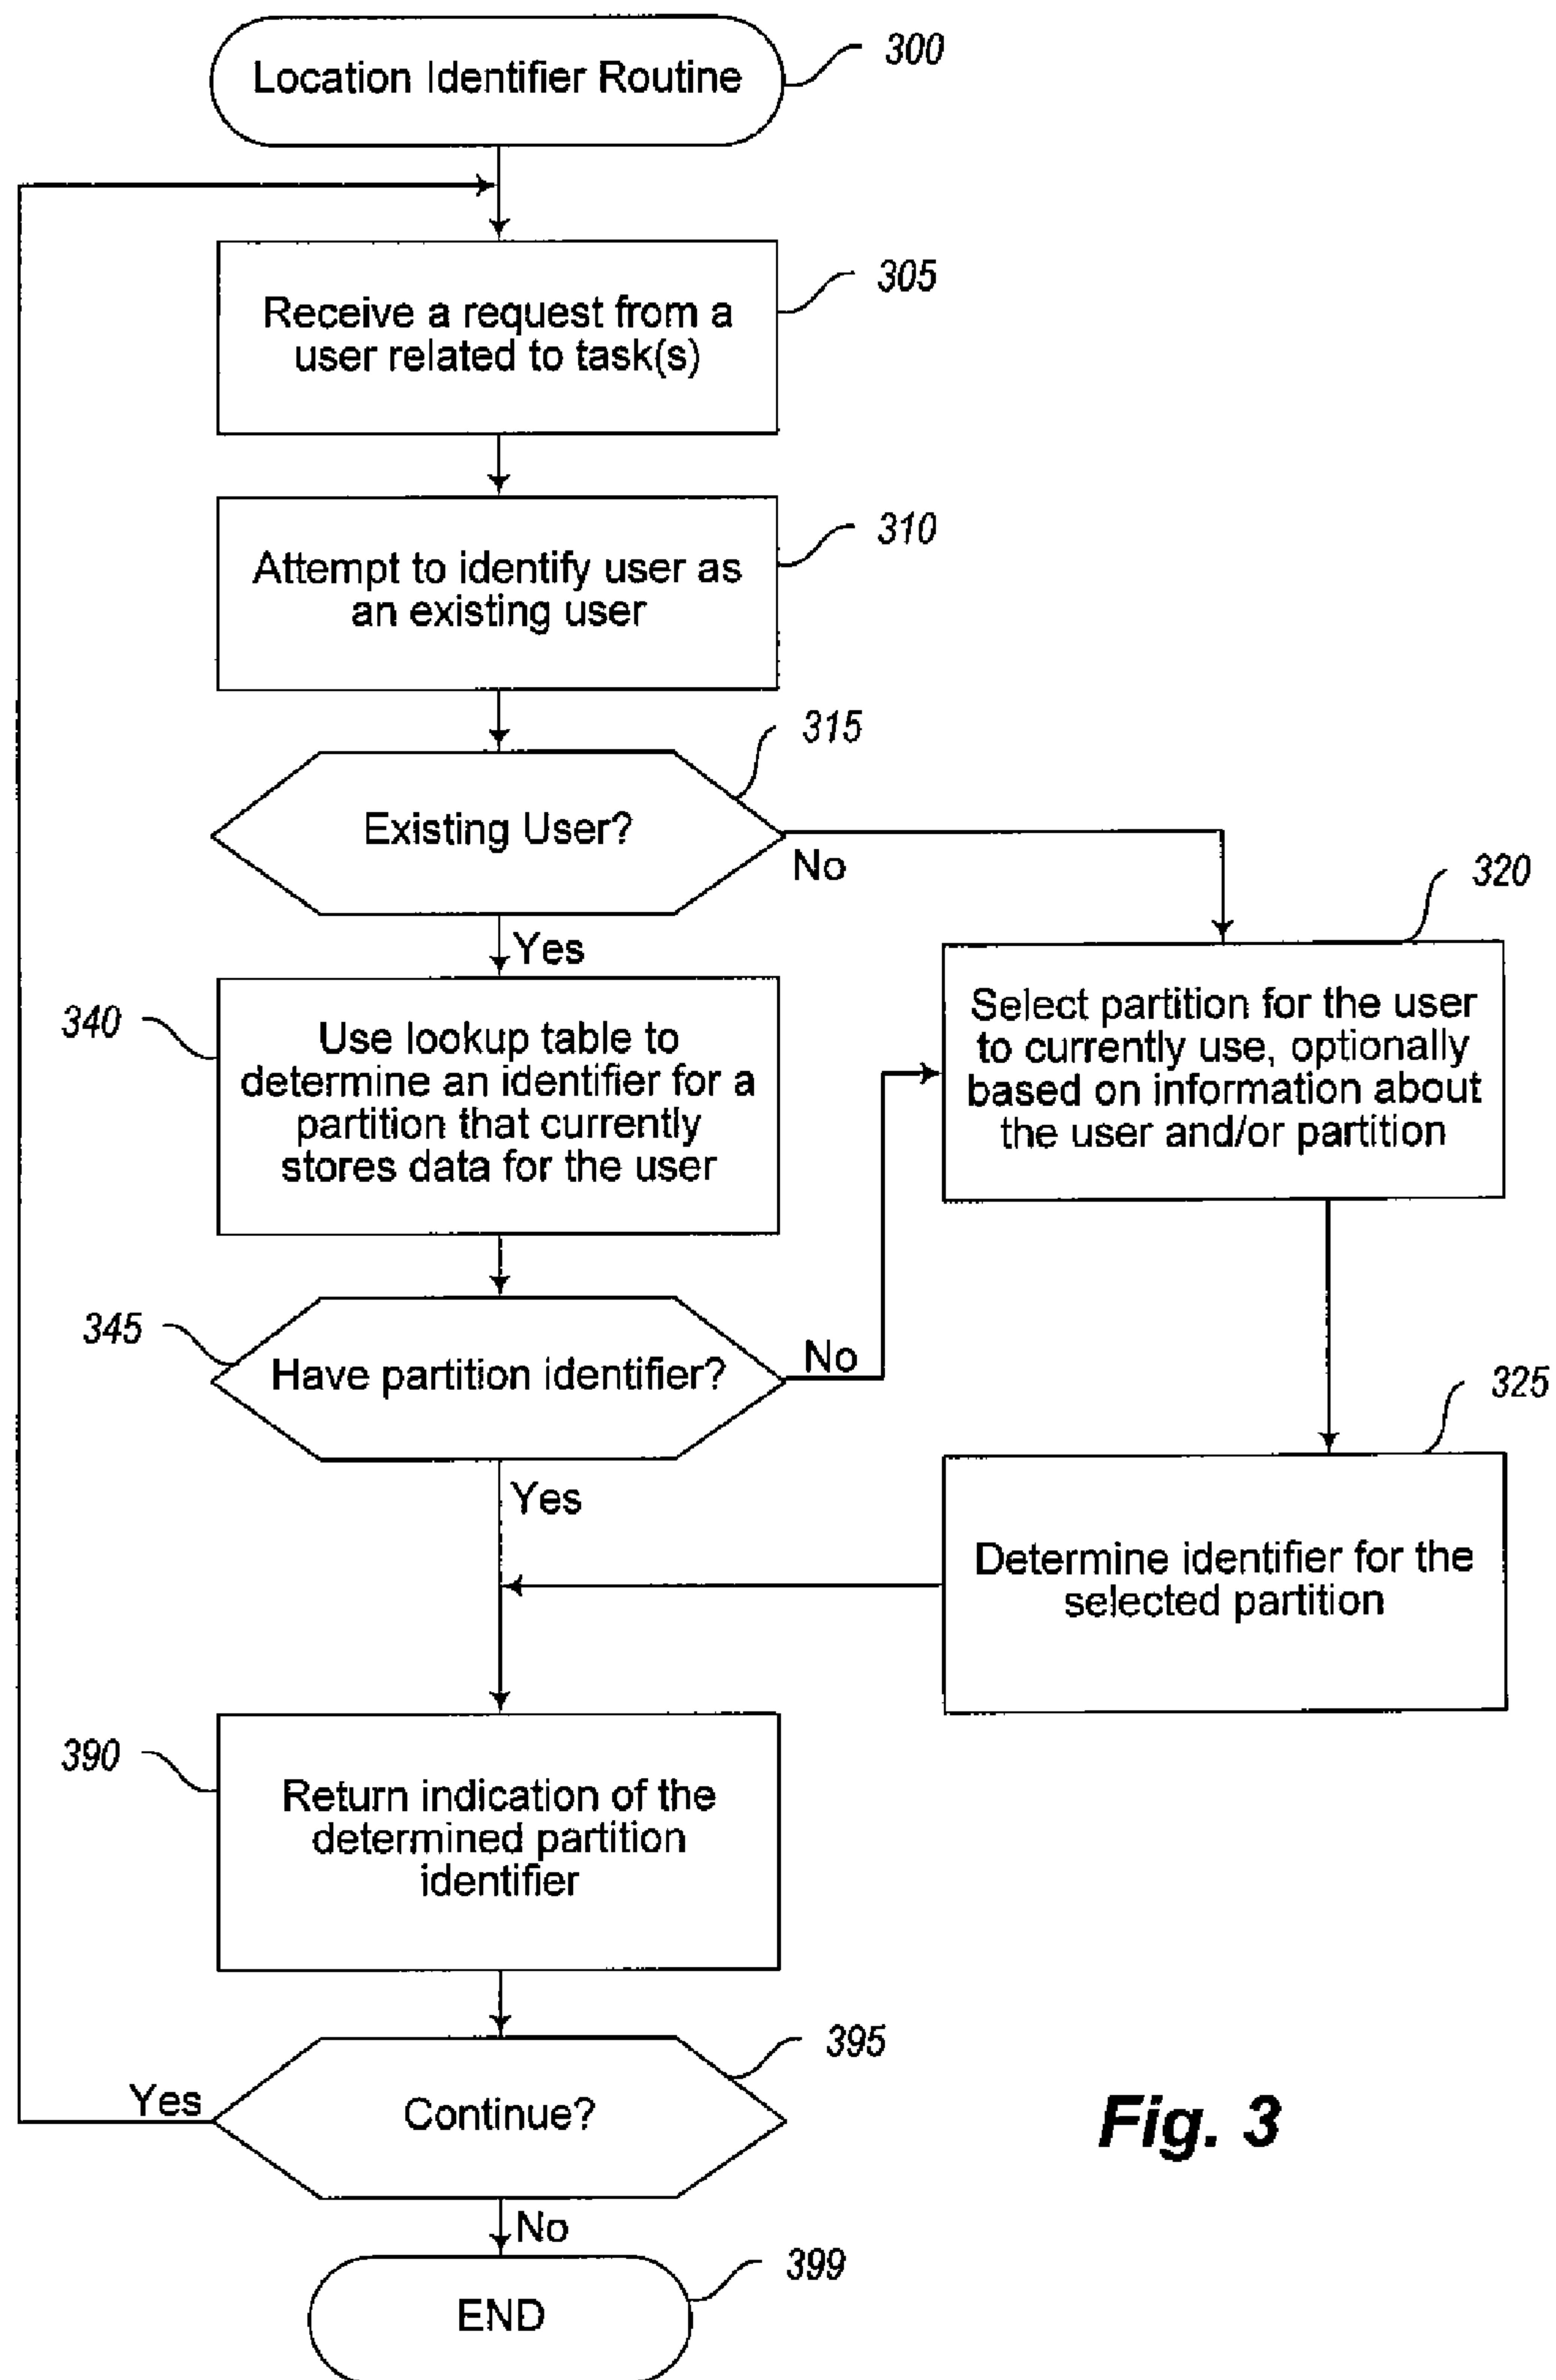 Location Identifier Routine
300
Receive a request from a
user related to task(s)
305
Attempt to identify user as
an existing user
310
Existing User?
315
No
Yes
320
Select partition for the user
to currently use, optionally
based on information about
the user and/or partition
340
Use lookup table to
determine an identifier for a
partition that currently
stores data for the user
345
Have partition identifier?
No
Yes
325
Determine identifier for the
selected partition
390
Return indication of the
determined partition
identifier
395
Continue?
Yes
No
END
399
Fig. 3